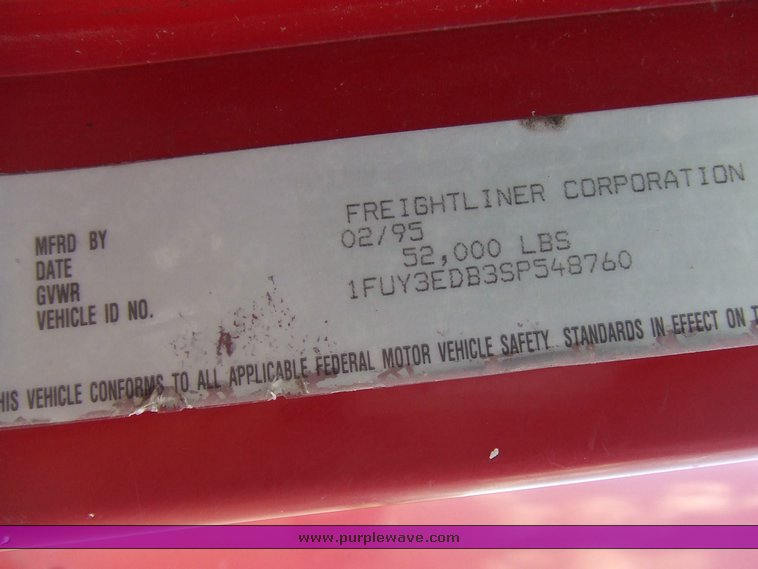 MFRD BY FREIGHTLINER CORPORATION
DATE 02/95
GVWR 52,000 LBS
VEHICLE ID NO. 1FUY3EDB3SP548760
HIS VEHICLE CONFORMS TO ALL APPLICABLE FEDERAL MOTOR VEHICLE SAFETY STANDARDS IN EFFECT ON T
www.purplewave.com